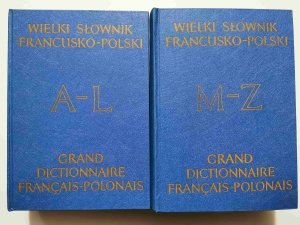 WIELKI SŁOWNIK
FRANCUSKO-POLSKI
A-L
GRAND
DICTIONNAIRE
FRANÇAIS-POLONAIS
WIELKI SŁOWNIK
FRANCUSKO-POLSKI
M-Z
GRAND
DICTIONNAIRE
FRANÇAIS-POLONAIS